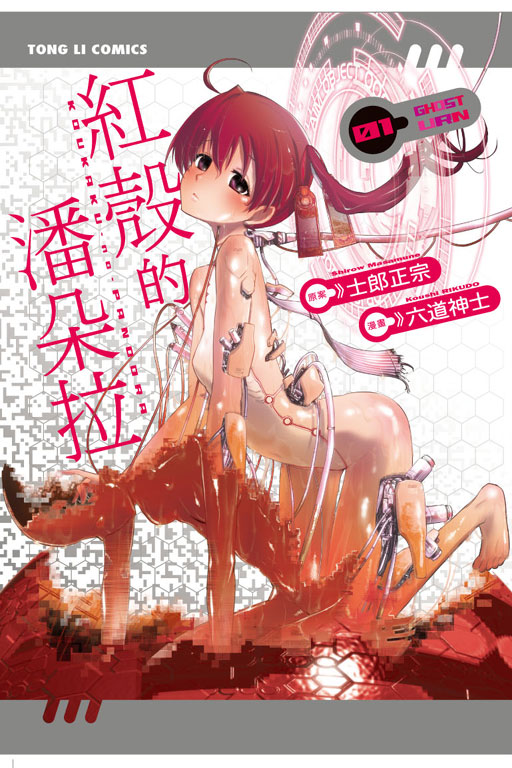 TONG LI COMICS
01
GHOST
URN
紅殼的
潘朵拉
KOUKAKU NO PANDORA
Shirow Masamune
原案 》士郎正宗
Koushi RIKUDO
漫畫 》六道神士